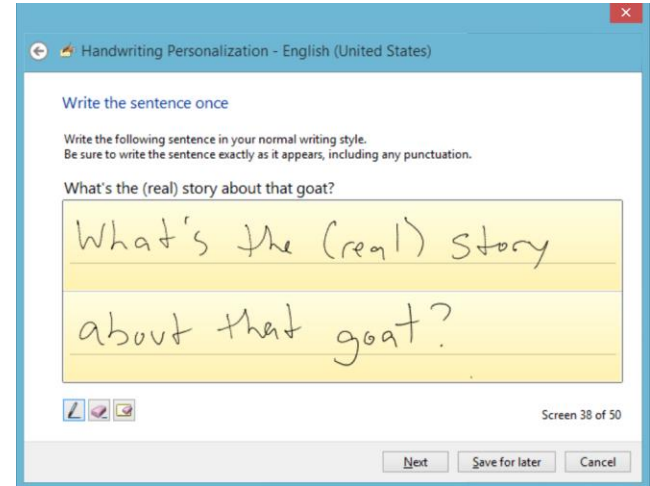 Handwriting Personalization - English (United States)
Write the sentence once
Write the following sentence in your normal writing style.
Be sure to write the sentence exactly as it appears, including any punctuation.
What's the (real) story about that goat?
What's the (real) story
about that goat?
Screen 38 of 50
Next Save for later Cancel